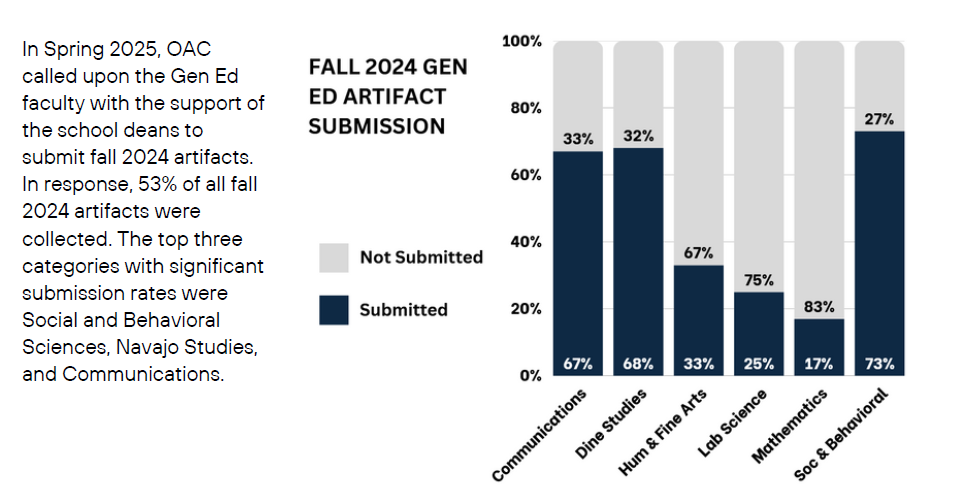 In Spring 2025, OAC
called upon the Gen Ed
faculty with the support of
the school deans to
submit fall 2024 artifacts.
In response, 53% of all fall
2024 artifacts were
collected. The top three
categories with significant
submission rates were
Social and Behavioral
Sciences, Navajo Studies,
and Communications.
FALL 2024 GEN
ED ARTIFACT
SUBMISSION
Not Submitted
Submitted
100%
80%
60%
40%
20%
0%
33%
32%
67%
75%
83%
27%
67%
68%
33%
25%
17%
73%
Communications
Dine Studies
Hum & Fine Arts
Lab Science
Mathematics
Soc & Behavioral